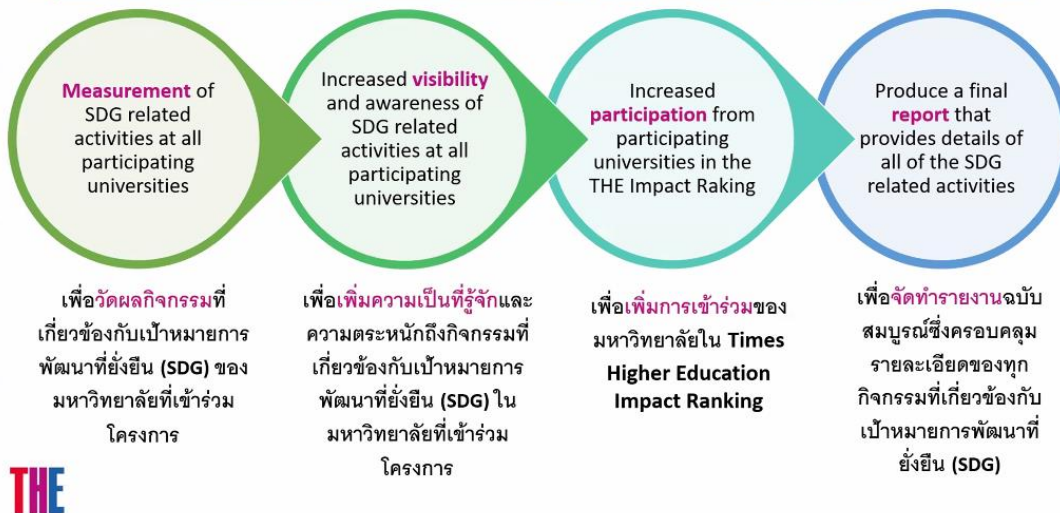 Measurement of
SDG related
activities at all
participating
universities
Increased visibility
and awareness of
SDG related
activities at all
participating
universities
Increased
participation from
participating
universities in the
THE Impact Raking
Produce a final
report that
provides details of
all of the SDG
related activities
เพื่อวัดผลกิจกรรมที่
เกี่ยวข้องกับเป้าหมายการ
พัฒนาที่ยั่งยืน (SDG) ของ
มหาวิทยาลัยที่เข้าร่วม
โครงการ
เพื่อเพิ่มความเป็นที่รู้จักและ
ความตระหนักถึงกิจกรรมที่
เกี่ยวข้องกับเป้าหมายการ
พัฒนาที่ยั่งยืน (SDG) ใน
มหาวิทยาลัยที่เข้าร่วม
โครงการ
เพื่อเพิ่มการเข้าร่วมของ
มหาวิทยาลัยใน Times
Higher Education
Impact Ranking
เพื่อจัดทำรายงานฉบับ
สมบูรณ์ซึ่งครอบคลุม
รายละเอียดของทุก
กิจกรรมที่เกี่ยวข้องกับ
เป้าหมายการพัฒนาที่
ยั่งยืน (SDG)
THE